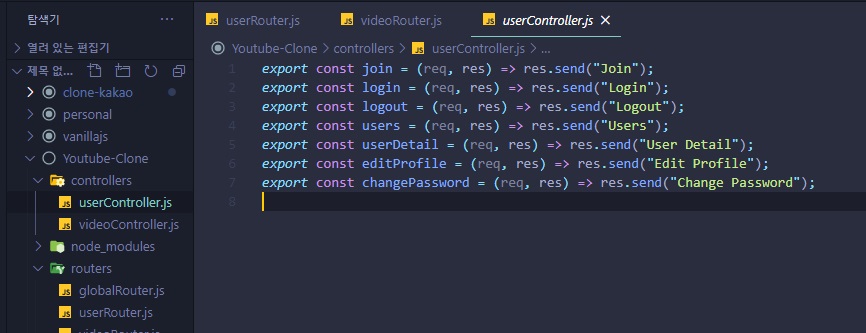 탐색기
열려 있는 편집기
제목 없...
clone-kakao
personal
vanillajs
Youtube-Clone
controllers
JS userController.js
JS videoController.js
node_modules
routers
JS globalRouter.js
JS userRouter.js
JS videoRouter.js
JS userRouter.js JS videoRouter.js JS userController.js
Youtube-Clone > controllers > JS userController.js > ...
1 export const join = (req, res) => res.send("Join");
2 export const login = (req, res) => res.send("Login");
3 export const logout = (req, res) => res.send("Logout");
4 export const users = (req, res) => res.send("Users");
5 export const userDetail = (req, res) => res.send("User Detail");
6 export const editProfile = (req, res) => res.send("Edit Profile");
7 export const changePassword = (req, res) => res.send("Change Password");
8